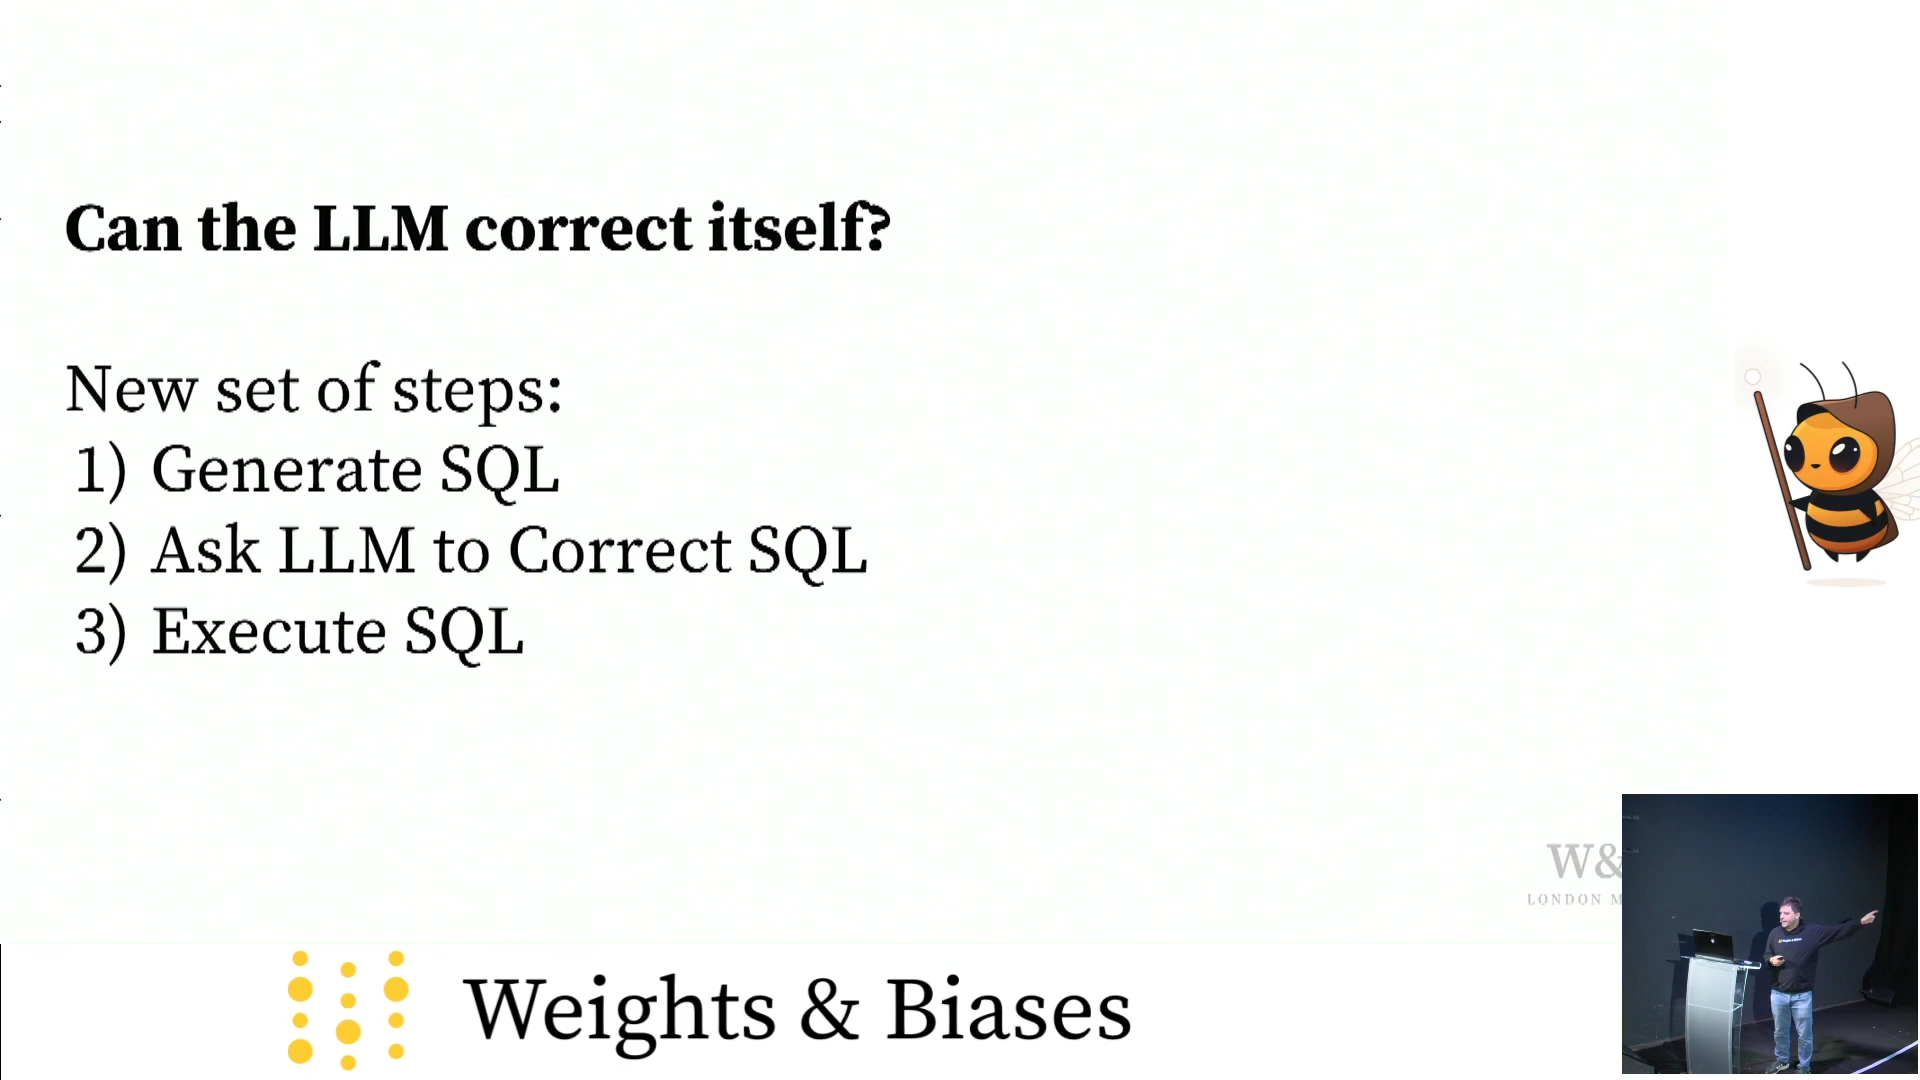 Can the LLM correct itself?
New set of steps:
1) Generate SQL
2) Ask LLM to Correct SQL
3) Execute SQL
W&
LONDON M
Weights & Biases